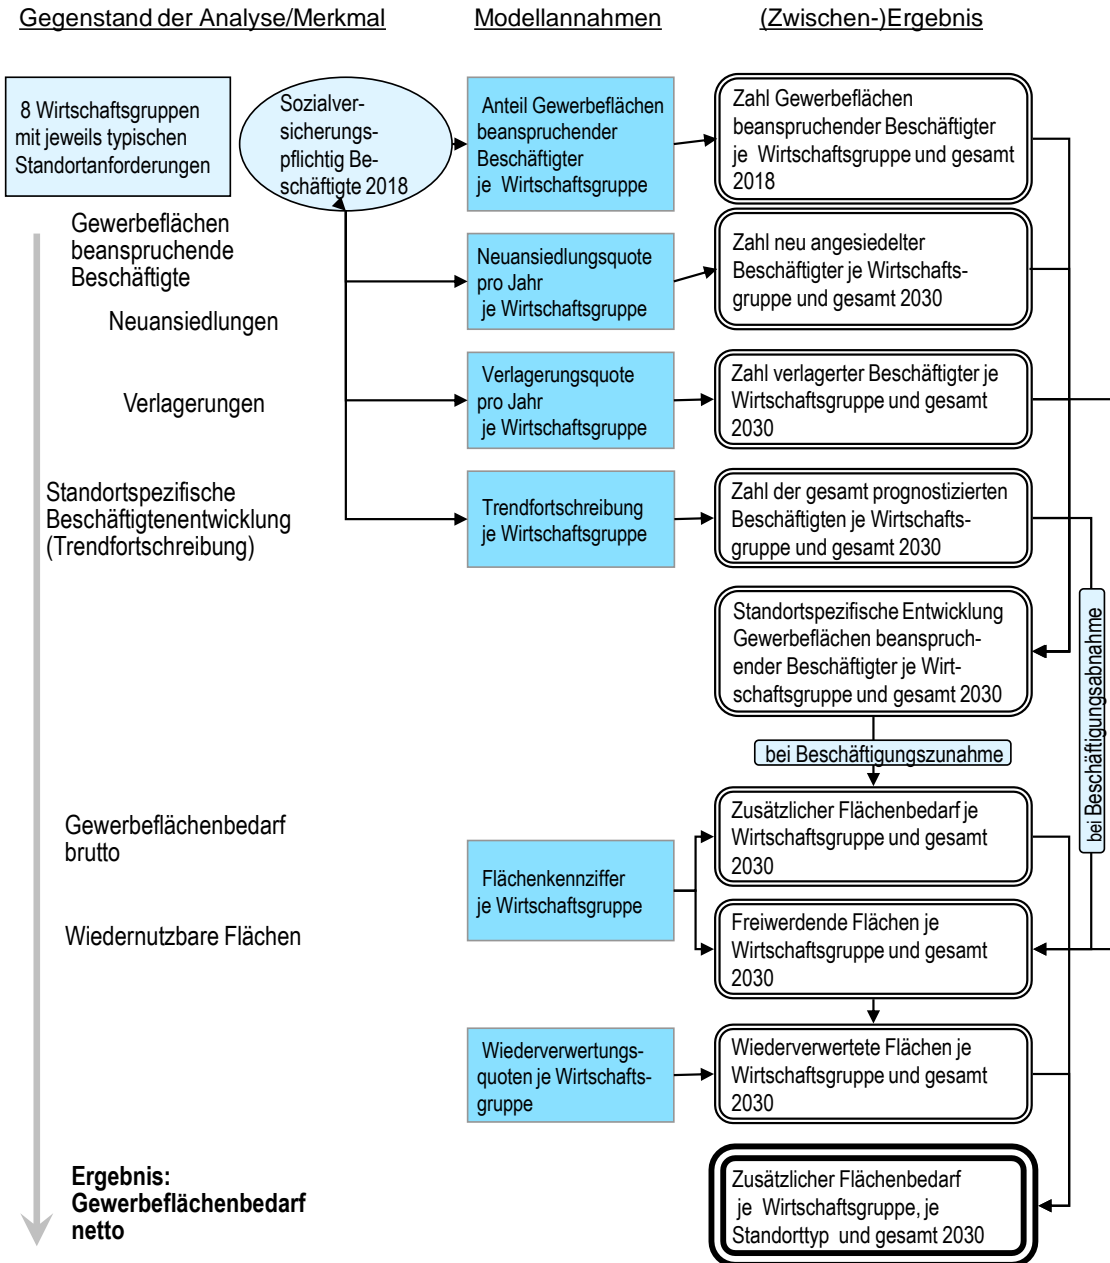 Gegenstand der Analyse/Merkmal
Modellannahmen
(Zwischen-)Ergebnis
8 Wirtschaftsgruppen
mit jeweils typischen
Standortanforderungen
Sozialver-
sicherungs-
pflichtig Be-
schäftigte 2018
Anteil Gewerbeflächen
beanspruchender
Beschäftigter
je Wirtschaftsgruppe
Zahl Gewerbeflächen
beanspruchender Beschäftigter
je Wirtschaftsgruppe und gesamt
2018
Gewerbeflächen
beanspruchende
Beschäftigte
Neuansiedlungen
Neuansiedlungsquote
pro Jahr
je Wirtschaftsgruppe
Zahl neu angesiedelter
Beschäftigter je Wirtschafts-
gruppe und gesamt 2030
Verlagerungen
Verlagerungsquote
pro Jahr
je Wirtschaftsgruppe
Zahl verlagerter Beschäftigter je
Wirtschaftsgruppe und gesamt
2030
Standortspezifische
Beschäftigtenentwicklung
(Trendfortschreibung)
Trendfortschreibung
je Wirtschaftsgruppe
Zahl der gesamt prognostizierten
Beschäftigten je Wirtschafts-
gruppe und gesamt 2030
Standortspezifische Entwicklung
Gewerbeflächen beanspruch-
ender Beschäftigter je Wirt-
schaftsgruppe und gesamt 2030
bei Beschäftigungszunahme
bei Beschäftigungsabnahme
Gewerbeflächenbedarf
brutto
Flächenkennziffer
je Wirtschaftsgruppe
Zusätzlicher Flächenbedarf je
Wirtschaftsgruppe und gesamt
2030
Wiedernutzbare Flächen
Freiwerdende Flächen je
Wirtschaftsgruppe und gesamt
2030
Wiederverwertungs-
quoten je Wirtschafts-
gruppe
Wiederverwertete Flächen je
Wirtschaftsgruppe und gesamt
2030
Ergebnis:
Gewerbeflächenbedarf
netto
Zusätzlicher Flächenbedarf
je Wirtschaftsgruppe, je
Standorttyp und gesamt 2030